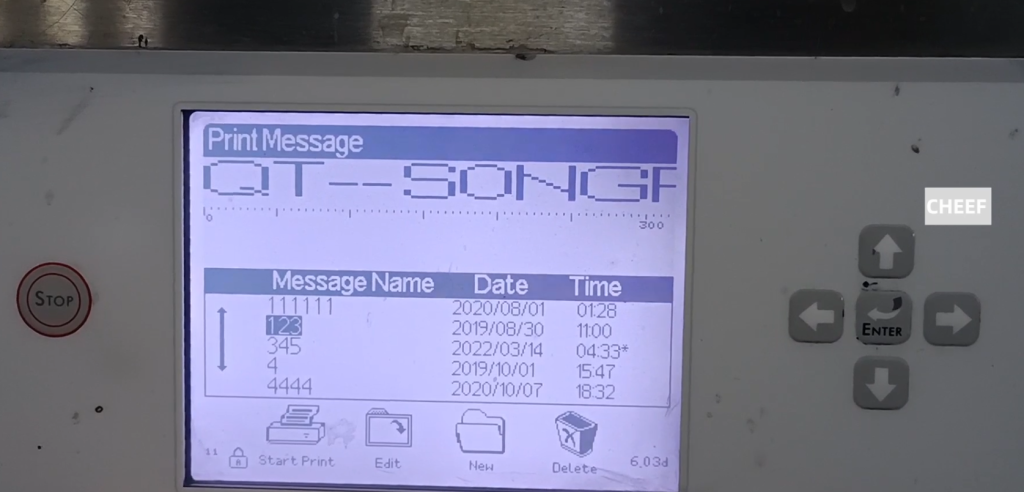 Print Message
QT--SONGF
0
300
CHEEF
Message Name Date Time
111111 2020/08/01 01:28
STOP
123 2019/08/30 11:00
345 2022/03/14 04:33*
4 2019/10/01 15:47
4444 2020/10/07 18:32
ENTER
11 Start Print Edit New Delete 6.03d